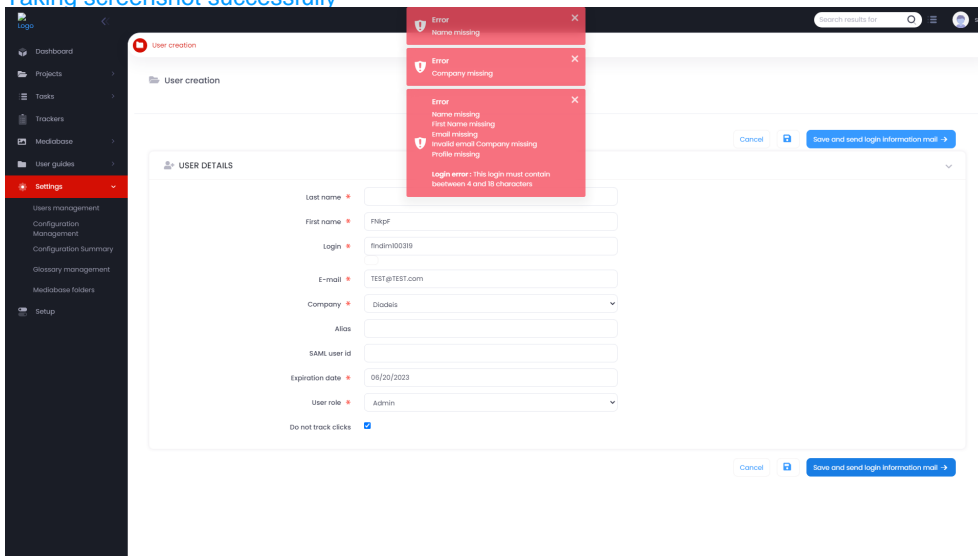 Taking screenshot successfully
Logo
Search results for
Error
Name missing
Error
Company missing
Error
Name missing
First Name missing
Email missing
Invalid email Company missing
Profile missing
Login error : This login must contain
beetween 4 and 18 characters
Dashboard
Projects
Tasks
Trackers
Mediabase
User guides
Settings
Users management
Configuration
Management
Configuration Summary
Glossary management
Mediabase folders
Setup
User creation
User creation
Cancel
Save and send login information mail →
USER DETAILS
Last name *
First name * FNkpF
Login * findim100319
E-mail * TEST@TEST.com
Company * Diadeis
Alias
SAML user id
Expiration date * 06/20/2023
User role * Admin
Do not track clicks
Cancel
Save and send login information mail →